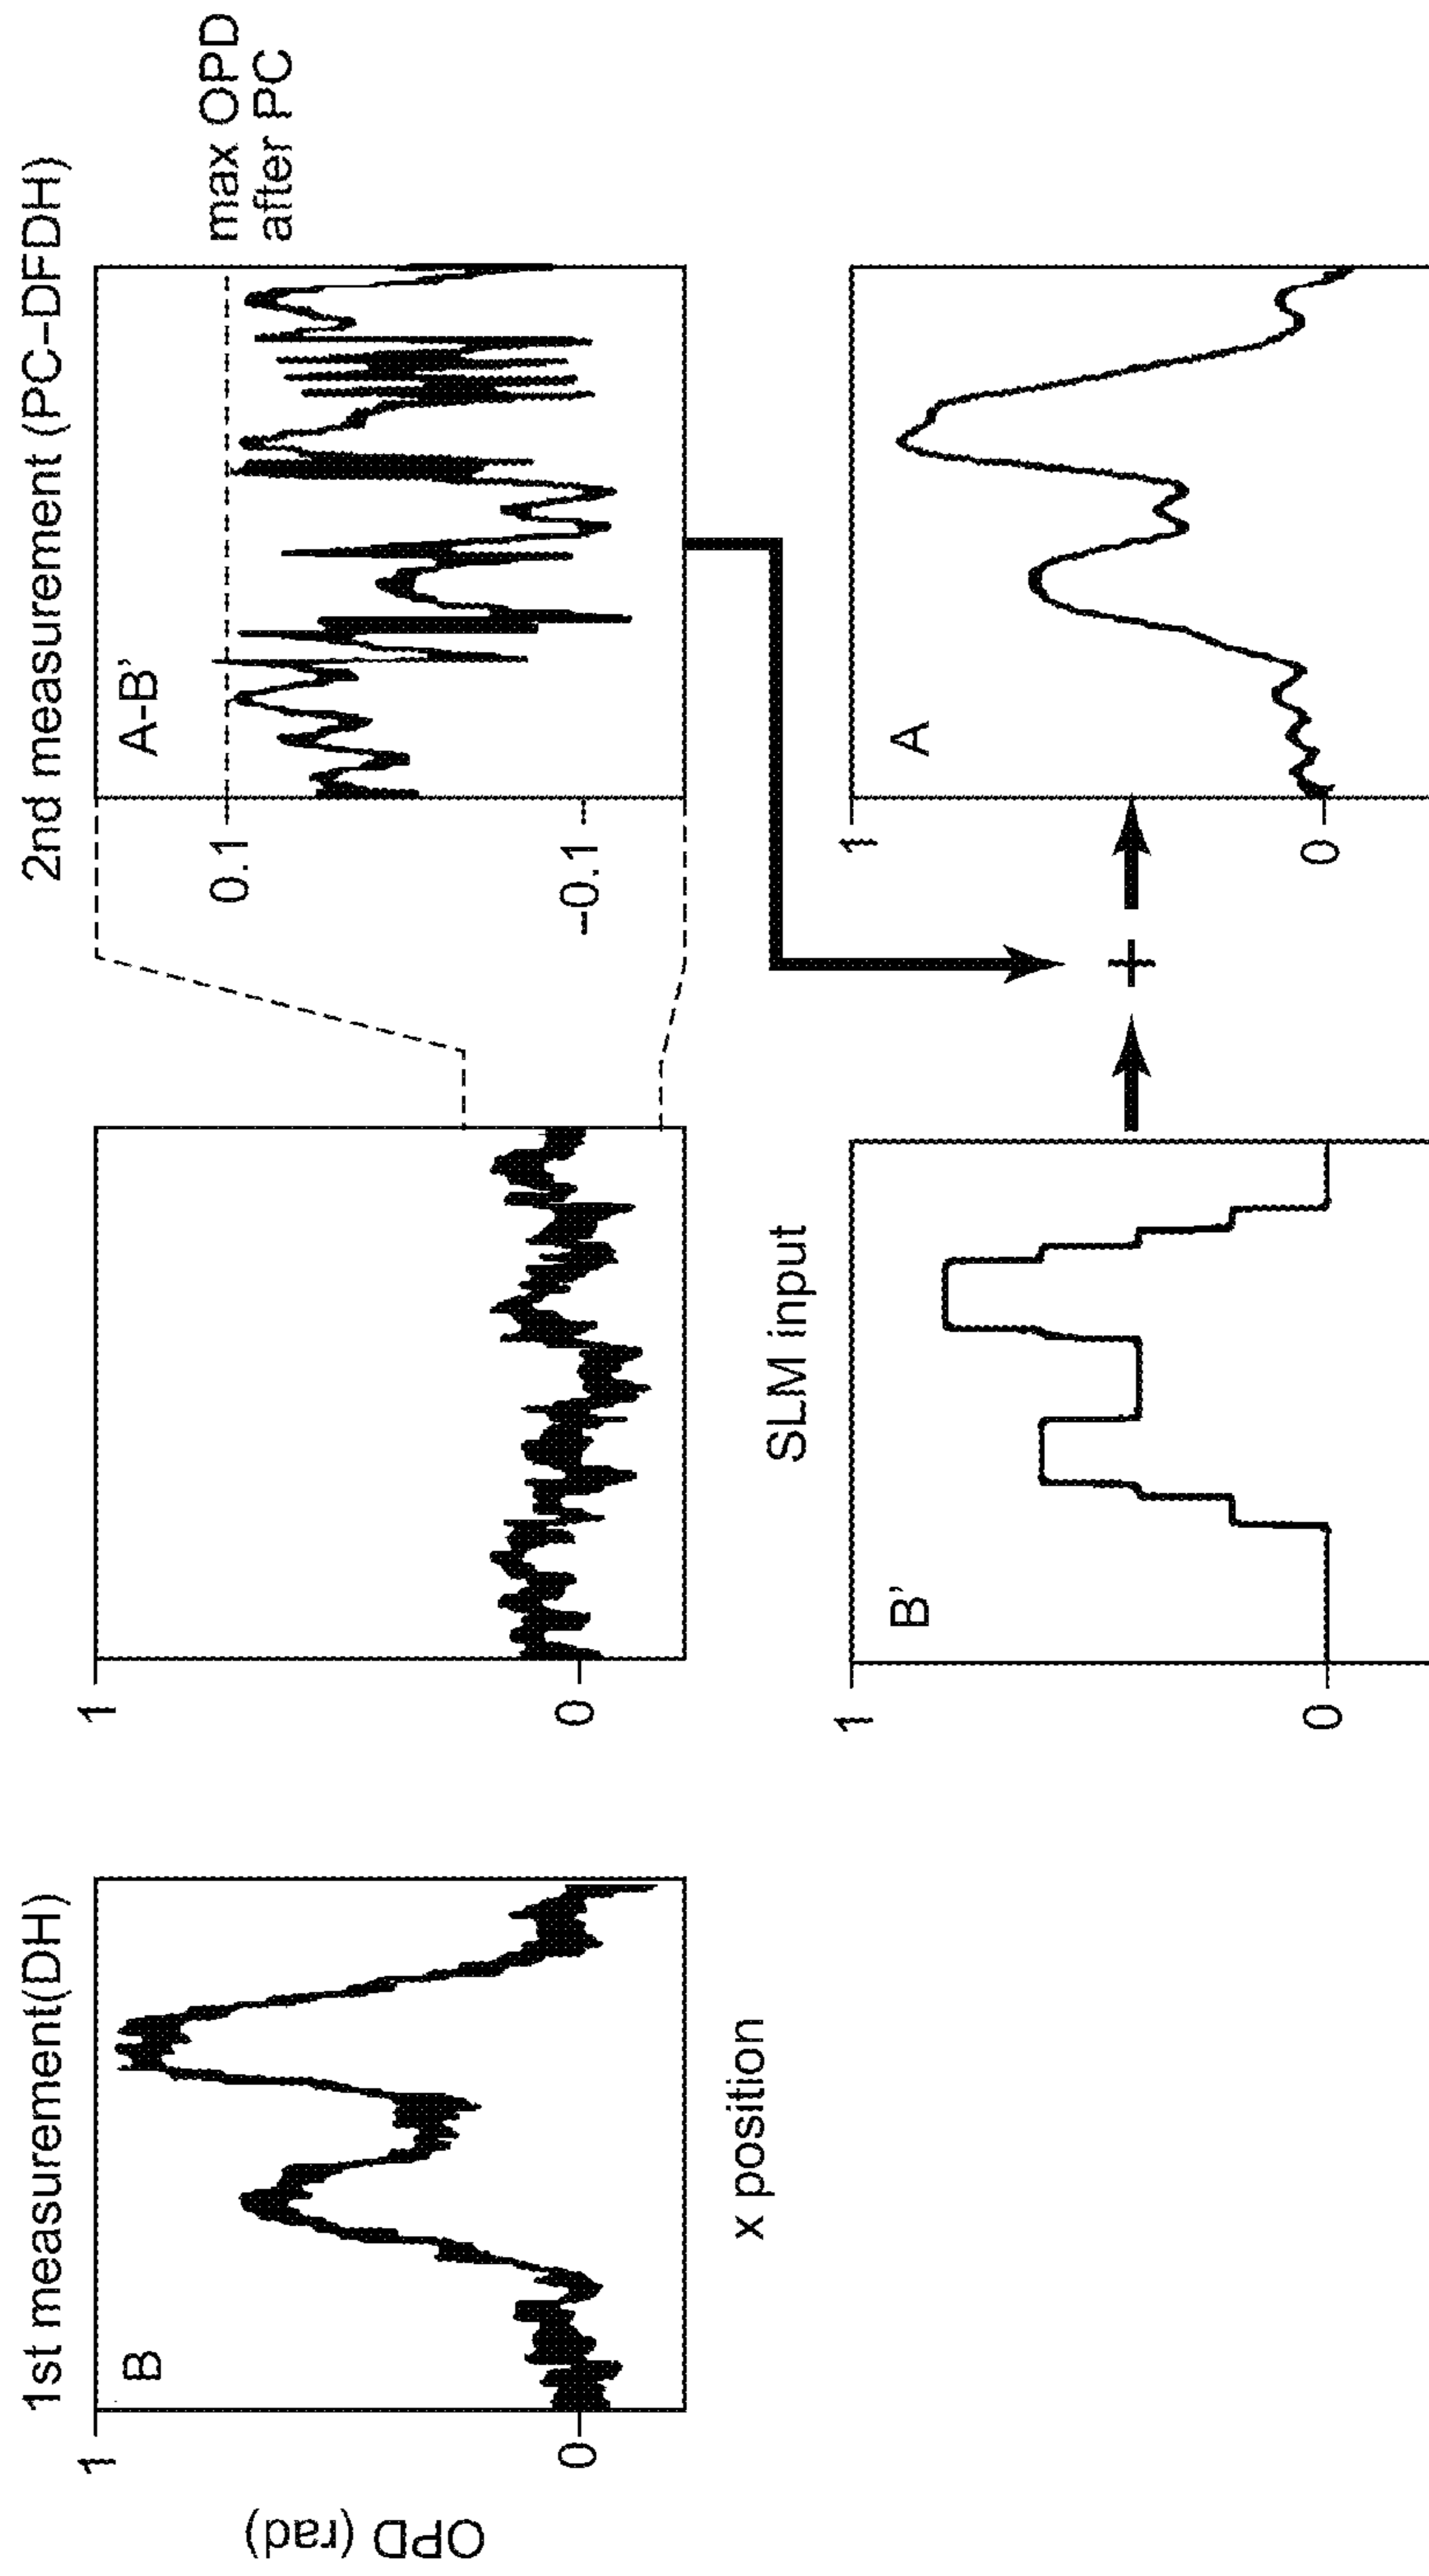 1st measurement(DH)
2nd measurement (PC-DFDH)
OPD (rad)
1
0
B
x position
1
0
0.1
-0.1
A-B’
max OPD
after PC
SLM input
1
0
B’
+
1
0
A